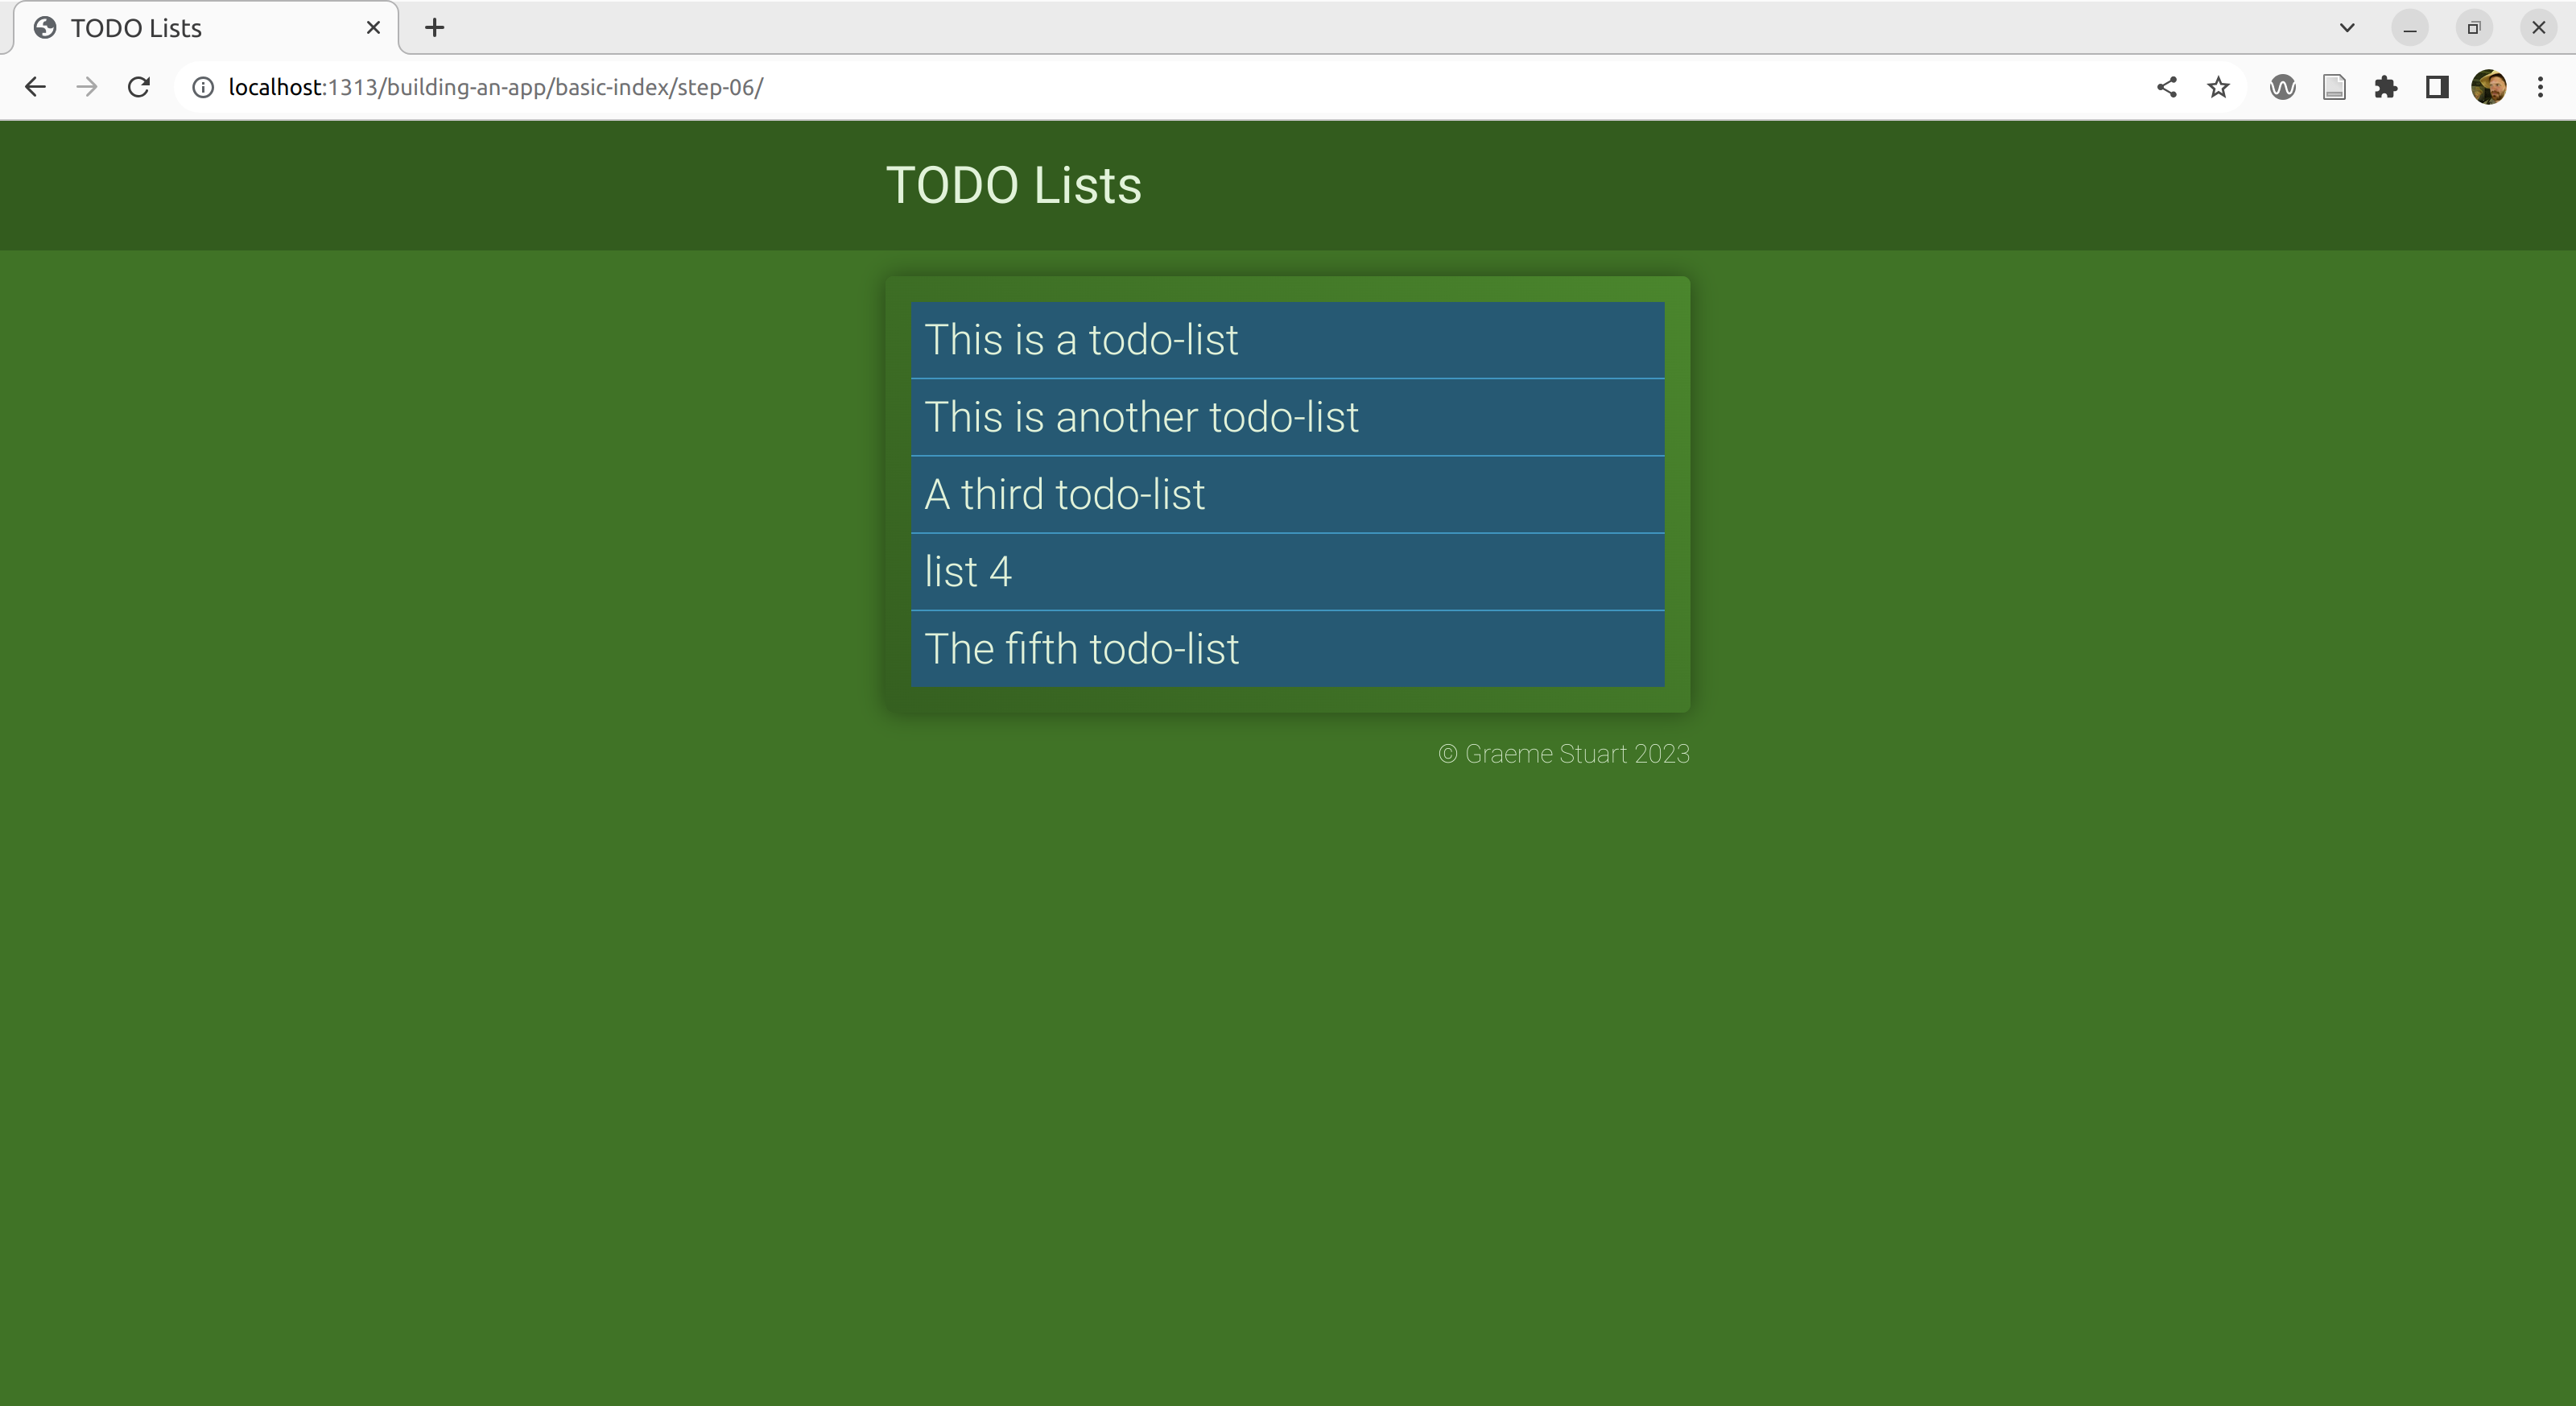 TODO Lists
localhost:1313/building-an-app/basic-index/step-06/
TODO Lists
This is a todo-list
This is another todo-list
A third todo-list
list 4
The fifth todo-list
© Graeme Stuart 2023